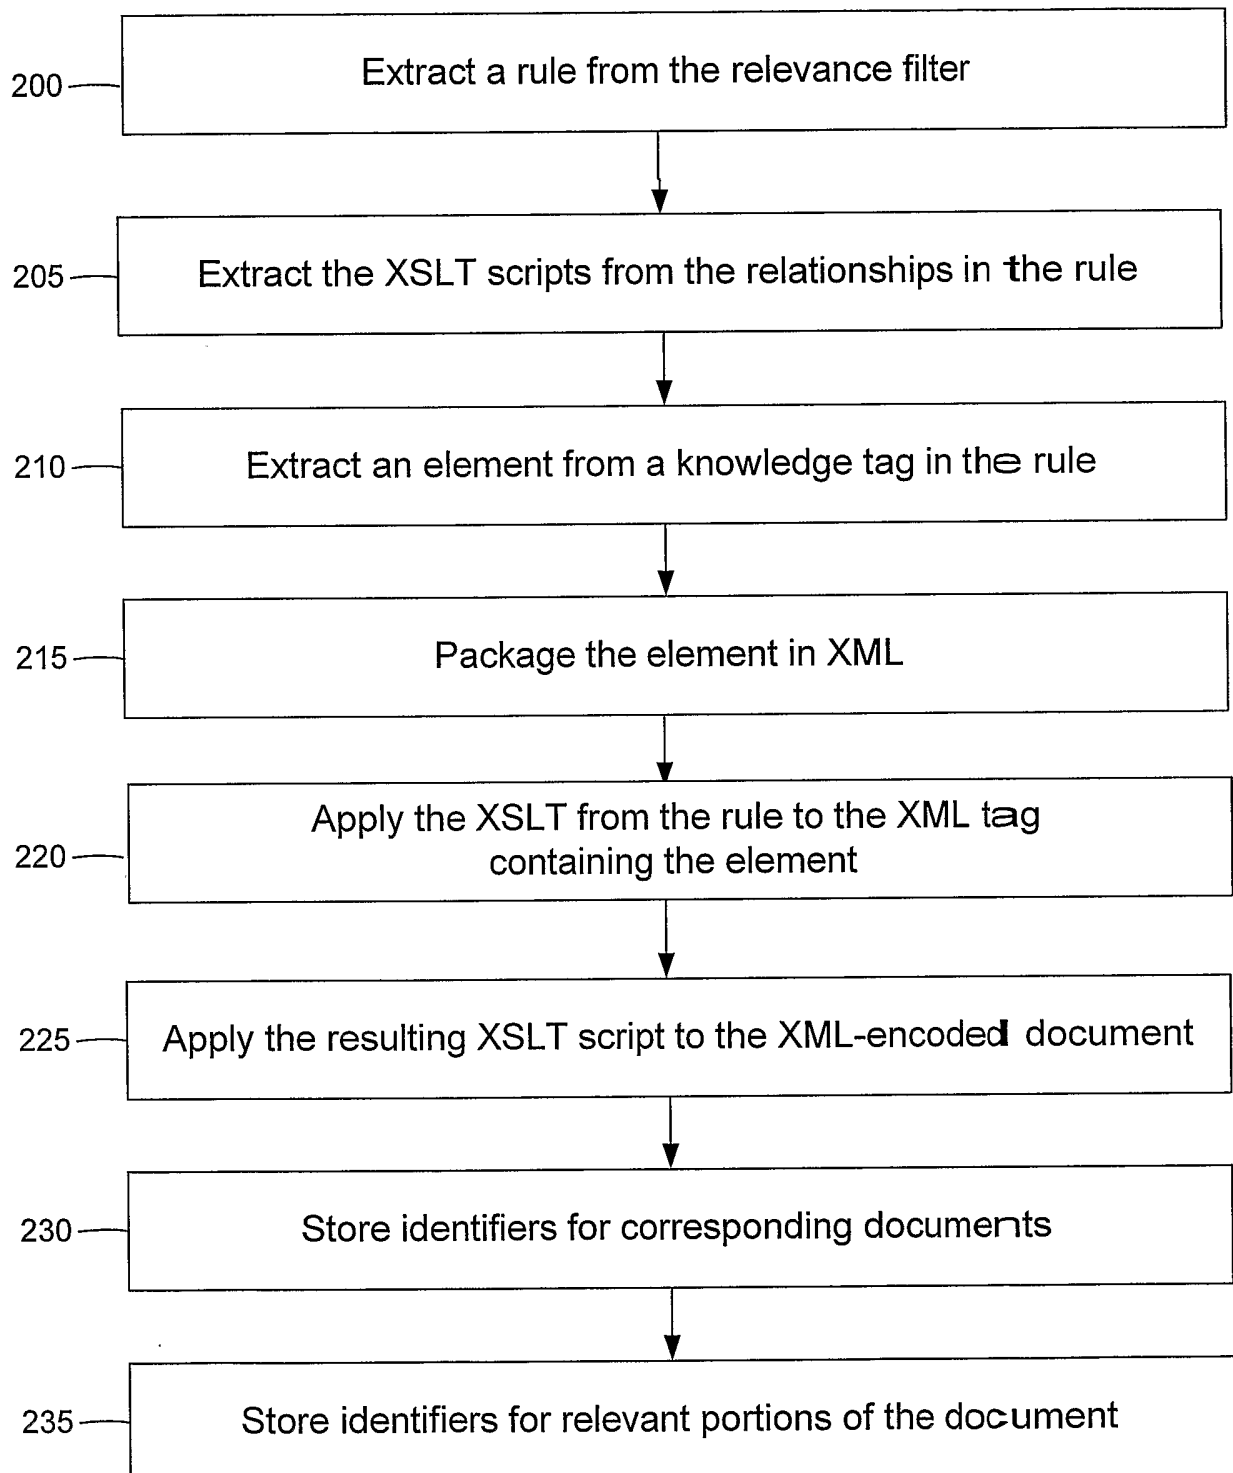 200
Extract a rule from the relevance filter
205
Extract the XSLT scripts from the relationships in the rule
210
Extract an element from a knowledge tag in the rule
215
Package the element in XML
220
Apply the XSLT from the rule to the XML tag
containing the element
225
Apply the resulting XSLT script to the XML-encoded document
230
Store identifiers for corresponding documents
235
Store identifiers for relevant portions of the document